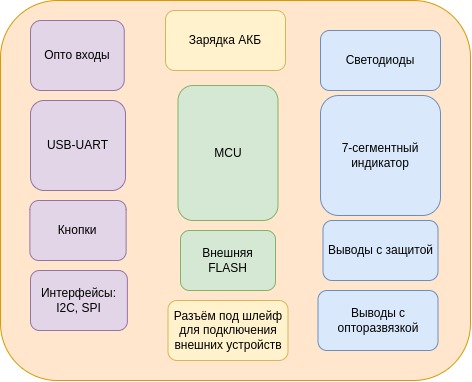 Опто входы
USB-UART
Кнопки
Интерфейсы:
I2C, SPI
Зарядка АКБ
MCU
Внешняя
FLASH
Разъём под шлейф
для подключения
внешних устройств
Светодиоды
7-сегментный
индикатор
Выводы с защитой
Выводы с
опторазвязкой